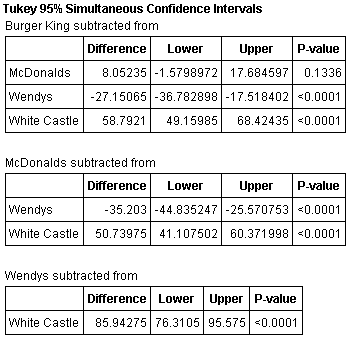 Tukey 95% Simultaneous Confidence Intervals
Burger King subtracted from
Difference Lower Upper P-value
McDonalds 8.05235 -1.5798972 17.684597 0.1336
Wendys -27.15065 -36.782898 -17.518402 <0.0001
White Castle 58.7921 49.15985 68.42435 <0.0001
McDonalds subtracted from
Difference Lower Upper P-value
Wendys -35.203 -44.835247 -25.570753 <0.0001
White Castle 50.73975 41.107502 60.371998 <0.0001
Wendys subtracted from
Difference Lower Upper P-value
White Castle 85.94275 76.3105 95.575 <0.0001